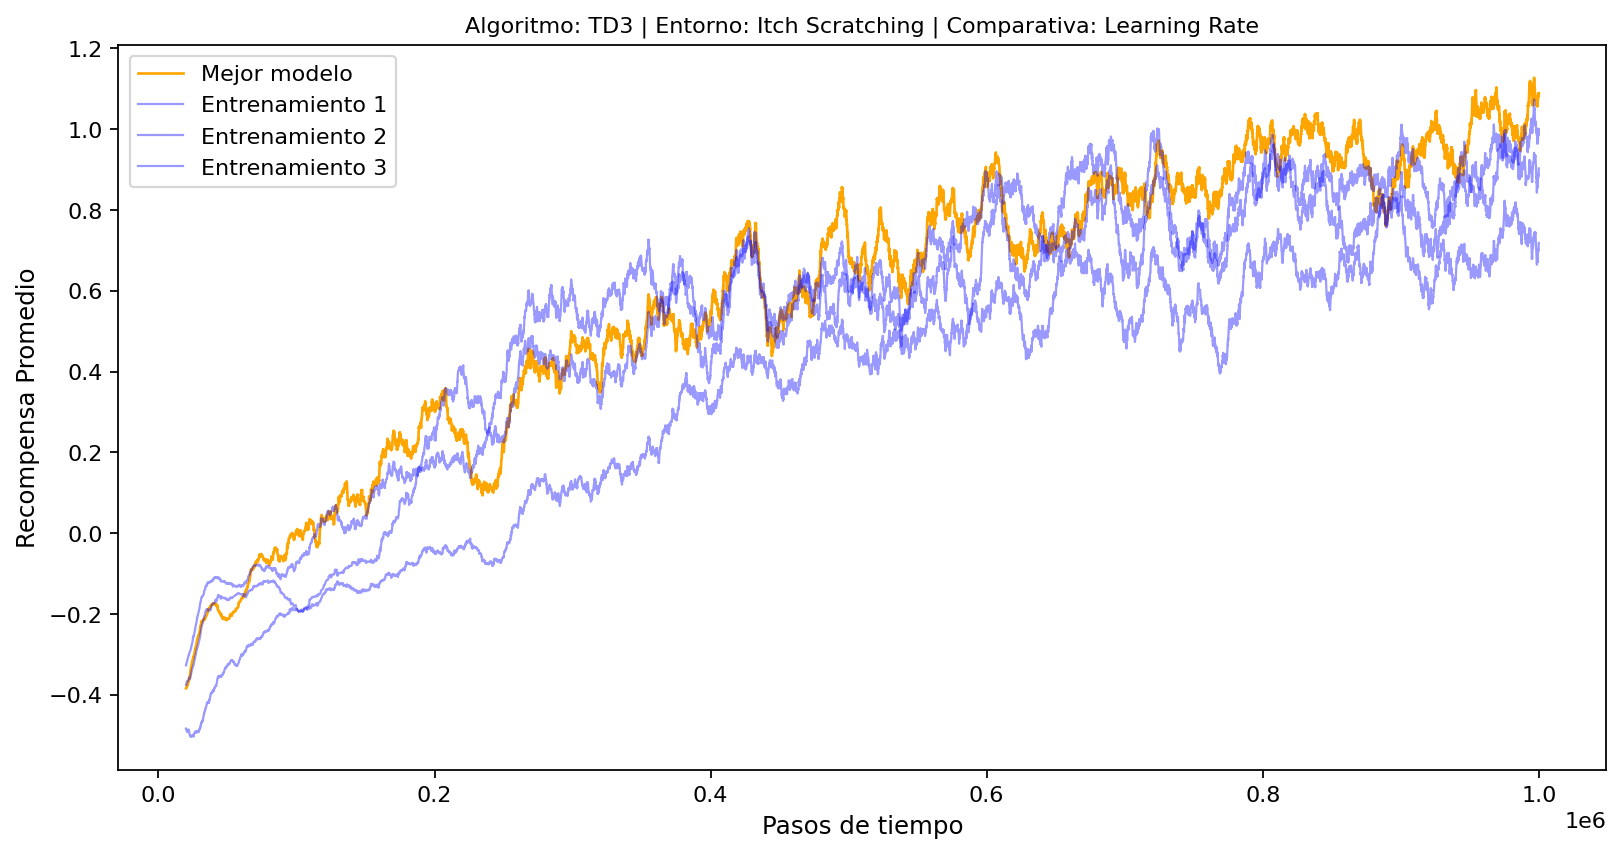 Algoritmo: TD3 | Entorno: Itch Scratching | Comparativa: Learning Rate
Mejor modelo
Entrenamiento 1
Entrenamiento 2
Entrenamiento 3
Recompensa Promedio
1.2
1.0
0.8
0.6
0.4
0.2
0.0
−0.2
−0.4
0.0 0.2 0.4 0.6 0.8 1.0
1e6
Pasos de tiempo